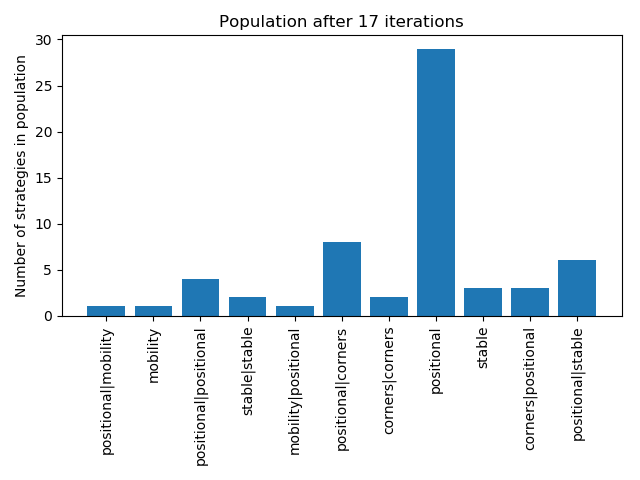 Population after 17 iterations
Number of strategies in population
30
25
20
15
10
5
0
positional|mobility
mobility
positional|positional
stable|stable
mobility|positional
positional|corners
corners|corners
positional
stable
corners|positional
positional|stable